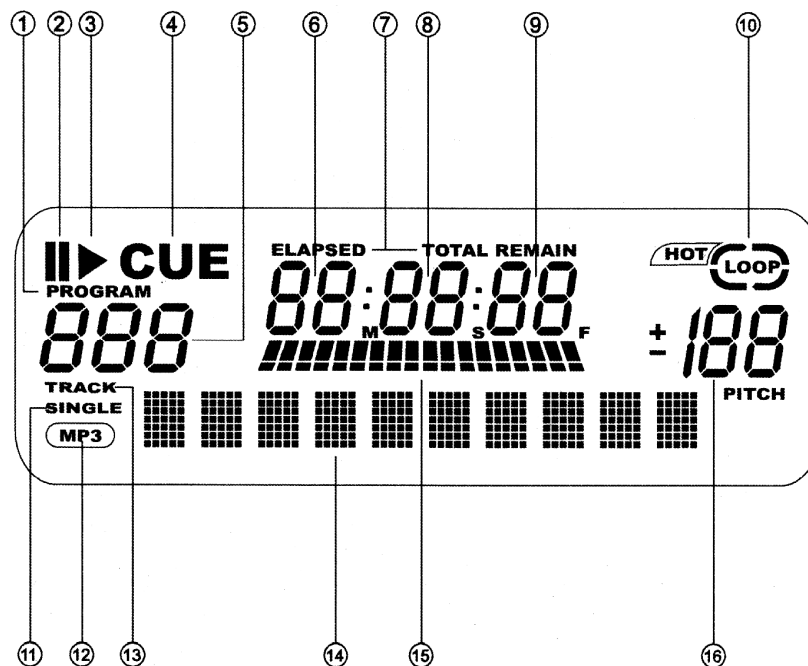 ① ② ③ ④ ⑤ ⑥ ⑦ ⑧ ⑨ ⑩
CUE
ELAPSED TOTAL REMAIN
HOT LOOP
PROGRAM
888
88:88:88
M S F
+
-
188
TRACK
PITCH
SINGLE
MP3
⑪ ⑫ ⑬ ⑭ ⑮ ⑯